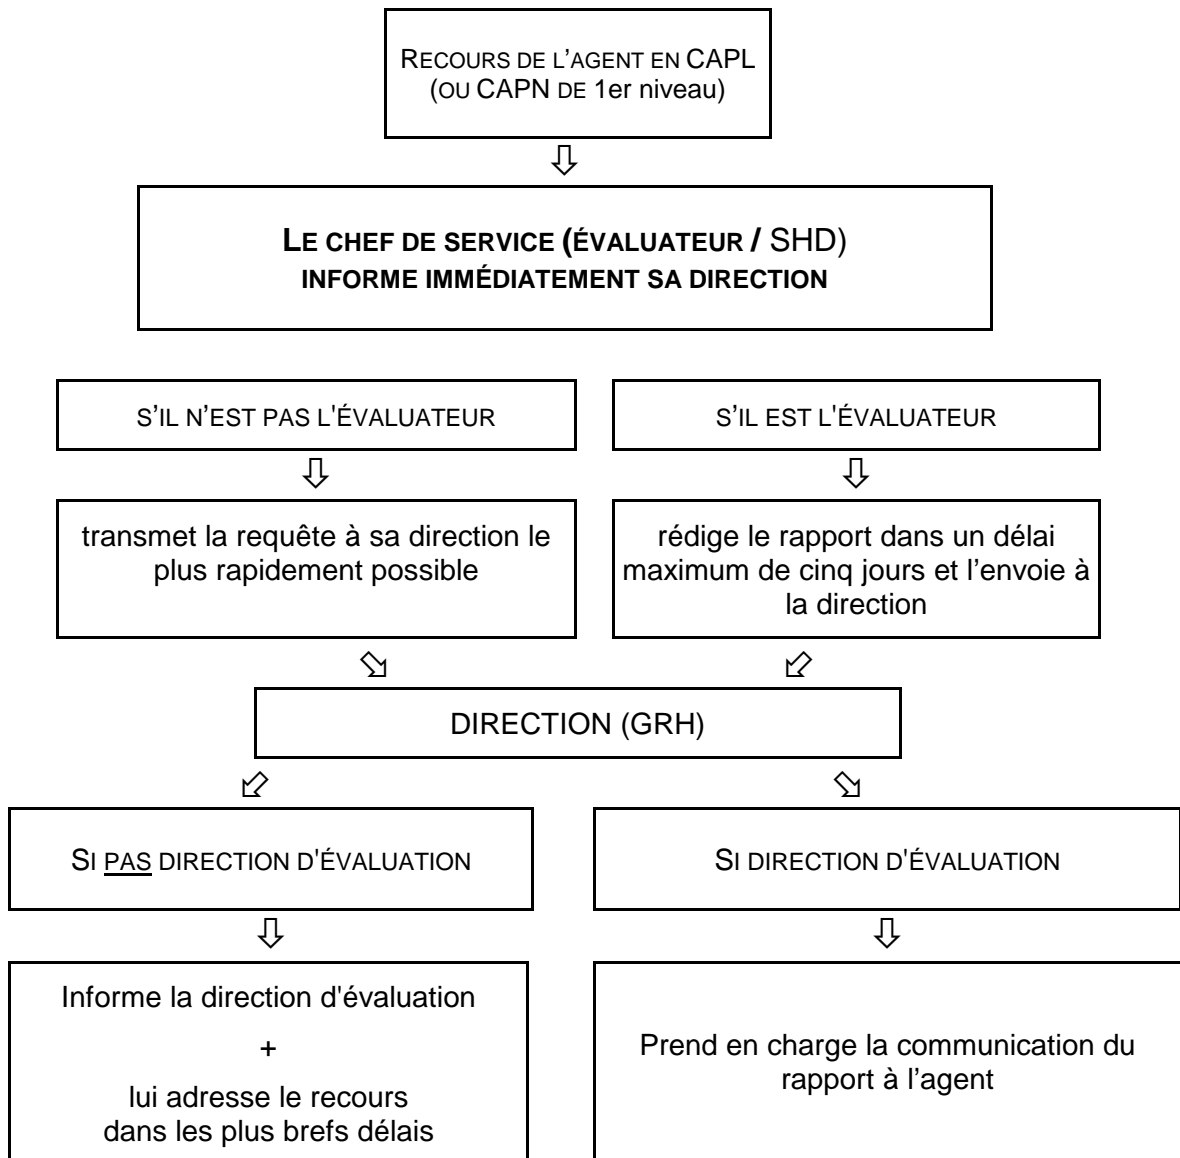 RECOURS DE L’AGENT EN CAPL
(OU CAPN DE 1er niveau)
LE CHEF DE SERVICE (ÉVALUATEUR / SHD)
INFORME IMMÉDIATEMENT SA DIRECTION
S’IL N’EST PAS L'ÉVALUATEUR
S’IL EST L'ÉVALUATEUR
transmet la requête à sa direction le
plus rapidement possible
rédige le rapport dans un délai
maximum de cinq jours et l’envoie à
la direction
DIRECTION (GRH)
SI PAS DIRECTION D'ÉVALUATION
SI DIRECTION D'ÉVALUATION
Informe la direction d'évaluation
+
lui adresse le recours
dans les plus brefs délais
Prend en charge la communication du
rapport à l’agent